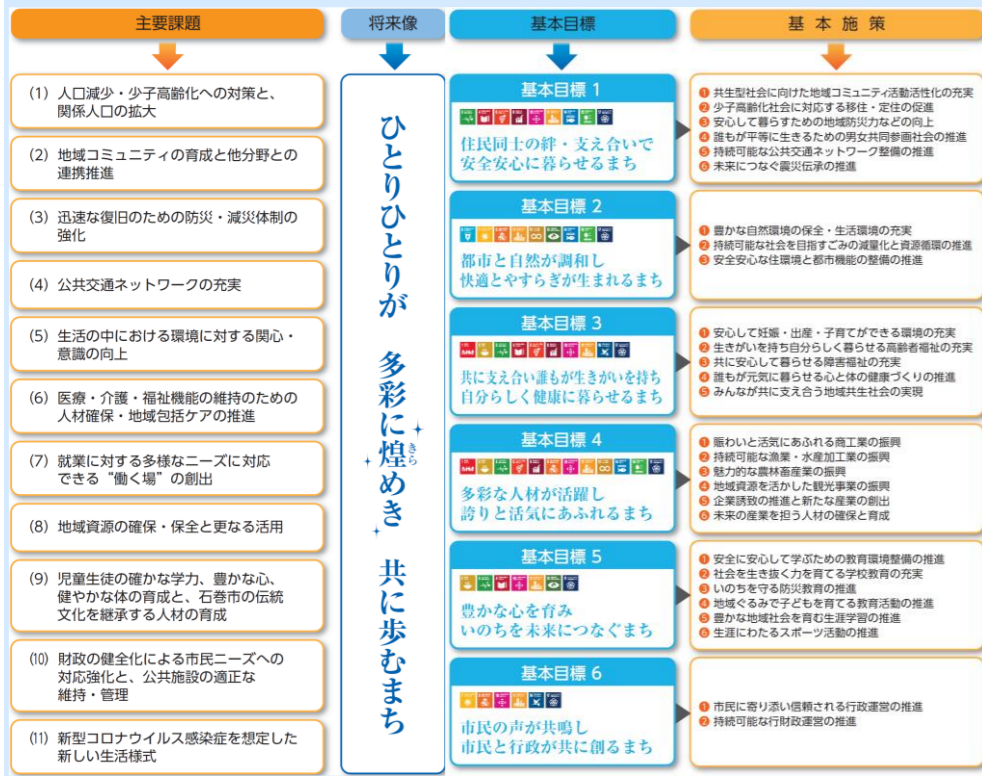 主要課題
(1) 人口減少・少子高齢化への対策と、
関係人口の拡大
(2) 地域コミュニティの育成と他分野との
連携推進
(3) 迅速な復旧のための防災・減災体制の
強化
(4) 公共交通ネットワークの充実
(5) 生活の中における環境に対する関心・
意識の向上
(6) 医療・介護・福祉機能の維持のための
人材確保・地域包括ケアの推進
(7) 就業に対する多様なニーズに対応
できる“働く場”の創出
(8) 地域資源の確保・保全と更なる活用
(9) 児童生徒の確かな学力、豊かな心、
健やかな体の育成と、石巻市の伝統
文化を継承する人材の育成
(10) 財政の健全化による市民ニーズへの
対応強化と、公共施設の適正な
維持・管理
(11) 新型コロナウイルス感染症を想定した
新しい生活様式
将来像
ひとりひとりが 多彩に煌めき 共に歩むまち
きら
基本目標
基本目標 1
住民同士の絆・支え合いで
安全安心に暮らせるまち
基本目標 2
都市と自然が調和し
快適とやすらぎが生まれるまち
基本目標 3
共に支え合い誰もが生きがいを持ち
自分らしく健康に暮らせるまち
基本目標 4
多彩な人材が活躍し
誇りと活気にあふれるまち
基本目標 5
豊かな心を育み
いのちを未来につなぐまち
基本目標 6
市民の声が共鳴し
市民と行政が共に創るまち
基本施策
❶ 共生型社会に向けた地域コミュニティ活動活性化の充実
❷ 少子高齢化社会に対応する移住・定住の促進
❸ 安心して暮らすための地域防災力などの向上
❹ 誰もが平等に生きるための男女共同参画社会の推進
❺ 持続可能な公共交通ネットワーク整備の推進
❻ 未来につなぐ震災伝承の推進
❶ 豊かな自然環境の保全・生活環境の充実
❷ 持続可能な社会を目指すごみの減量化と資源循環の推進
❸ 安全安心な住環境と都市機能の整備の推進
❶ 安心して妊娠・出産・子育てができる環境の充実
❷ 生きがいを持ち自分らしく暮らせる高齢者福祉の充実
❸ 共に安心して暮らせる障害福祉の充実
❹ 誰もが元気に暮らせる心と体の健康づくりの推進
❺ みんなが共に支え合う地域共生社会の実現
❶ 賑わいと活気にあふれる商工業の振興
❷ 持続可能な漁業・水産加工業の振興
❸ 魅力的な農林畜産業の振興
❹ 地域資源を活かした観光事業の振興
❺ 企業誘致の推進と新たな産業の創出
❻ 未来の産業を担う人材の確保と育成
❶ 安全に安心して学ぶための教育環境整備の推進
❷ 社会を生き抜く力を育てる学校教育の充実
❸ いのちを守る防災教育の推進
❹ 地域ぐるみで子どもを育てる教育活動の推進
❺ 豊かな地域社会を育む生涯学習の推進
❻ 生涯にわたるスポーツ活動の推進
❶ 市民に寄り添い信頼される行政運営の推進
❷ 持続可能な行財政運営の推進